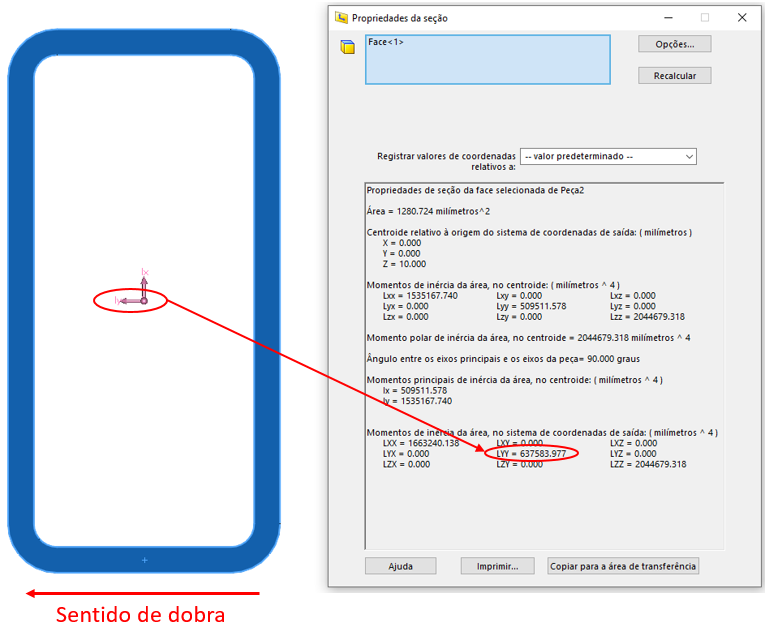 Propriedades da seção
Face<1>
Opções...
Recalcular
Registrar valores de coordenadas relativos a:
-- valor predeterminado --
Propriedades de seção da face selecionada de Peça2
Área = 1280.724 milímetros^2
Centroide relativo à origem do sistema de coordenadas de saída: ( milímetros )
X = 0.000
Y = 0.000
Z = 10.000
Momentos de inércia da área, no centroide: ( milímetros ^ 4 )
Lxx = 1535167.740 Lxy = 0.000 Lxz = 0.000
Lyx = 0.000 Lyy = 509511.578 Lyz = 0.000
Lzx = 0.000 Lzy = 0.000 Lzz = 2044679.318
Momento polar de inércia da área, no centroide = 2044679.318 milímetros ^ 4
Ângulo entre os eixos principais e os eixos da peça= 90.000 graus
Momentos principais de inércia da área, no centroide: ( milímetros ^ 4 )
Ix = 509511.578
Iy = 1535167.740
Momentos de inércia da área, no sistema de coordenadas de saída: ( milímetros ^ 4 )
LXX = 1663240.138 LXY = 0.000 LXZ = 0.000
LYX = 0.000 LYY = 637583.977 LYZ = 0.000
LZX = 0.000 LZY = 0.000 LZZ = 2044679.318
Ajuda
Imprimir...
Copiar para a área de transferência
Ix
Iy
Sentido de dobra